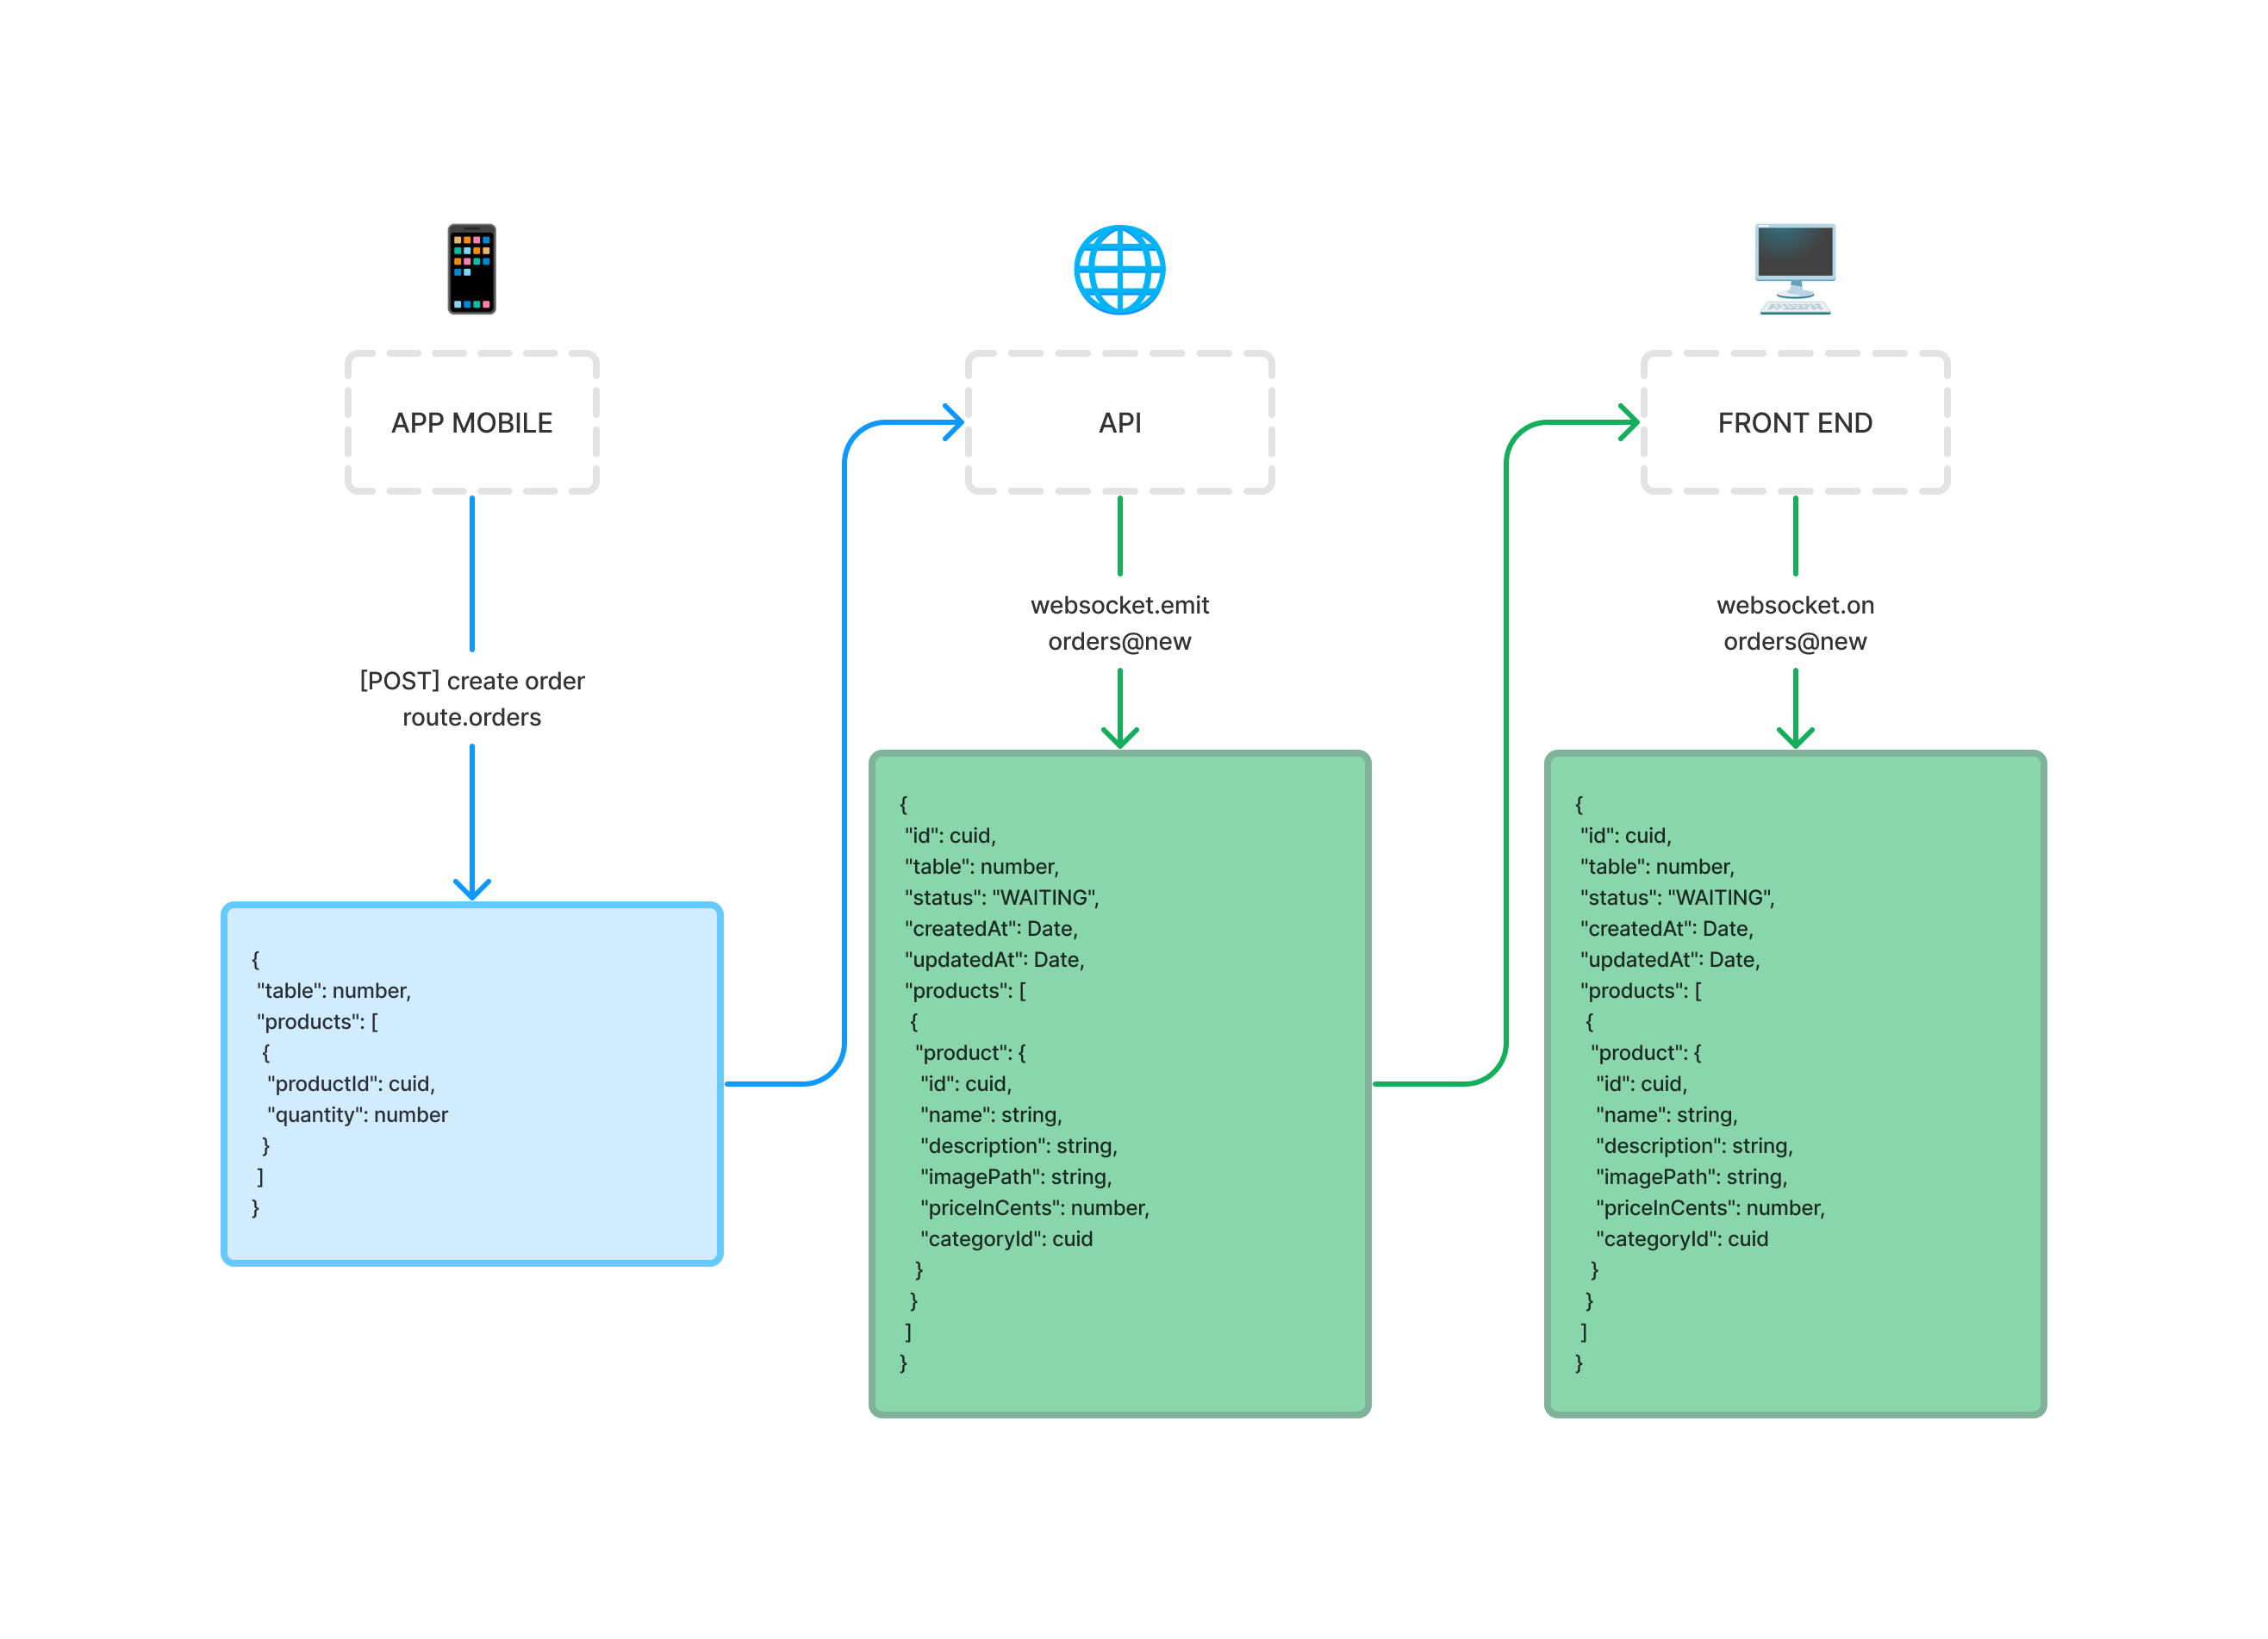 APP MOBILE
[POST] create order
route.orders
{
"table": number,
"products": [
{
"productId": cuid,
"quantity": number
}
]
}
API
websocket.emit
orders@new
{
"id": cuid,
"table": number,
"status": "WAITING",
"createdAt": Date,
"updatedAt": Date,
"products": [
{
"product": {
"id": cuid,
"name": string,
"description": string,
"imagePath": string,
"priceInCents": number,
"categoryId": cuid
}
}
]
}
FRONT END
websocket.on
orders@new
{
"id": cuid,
"table": number,
"status": "WAITING",
"createdAt": Date,
"updatedAt": Date,
"products": [
{
"product": {
"id": cuid,
"name": string,
"description": string,
"imagePath": string,
"priceInCents": number,
"categoryId": cuid
}
}
]
}